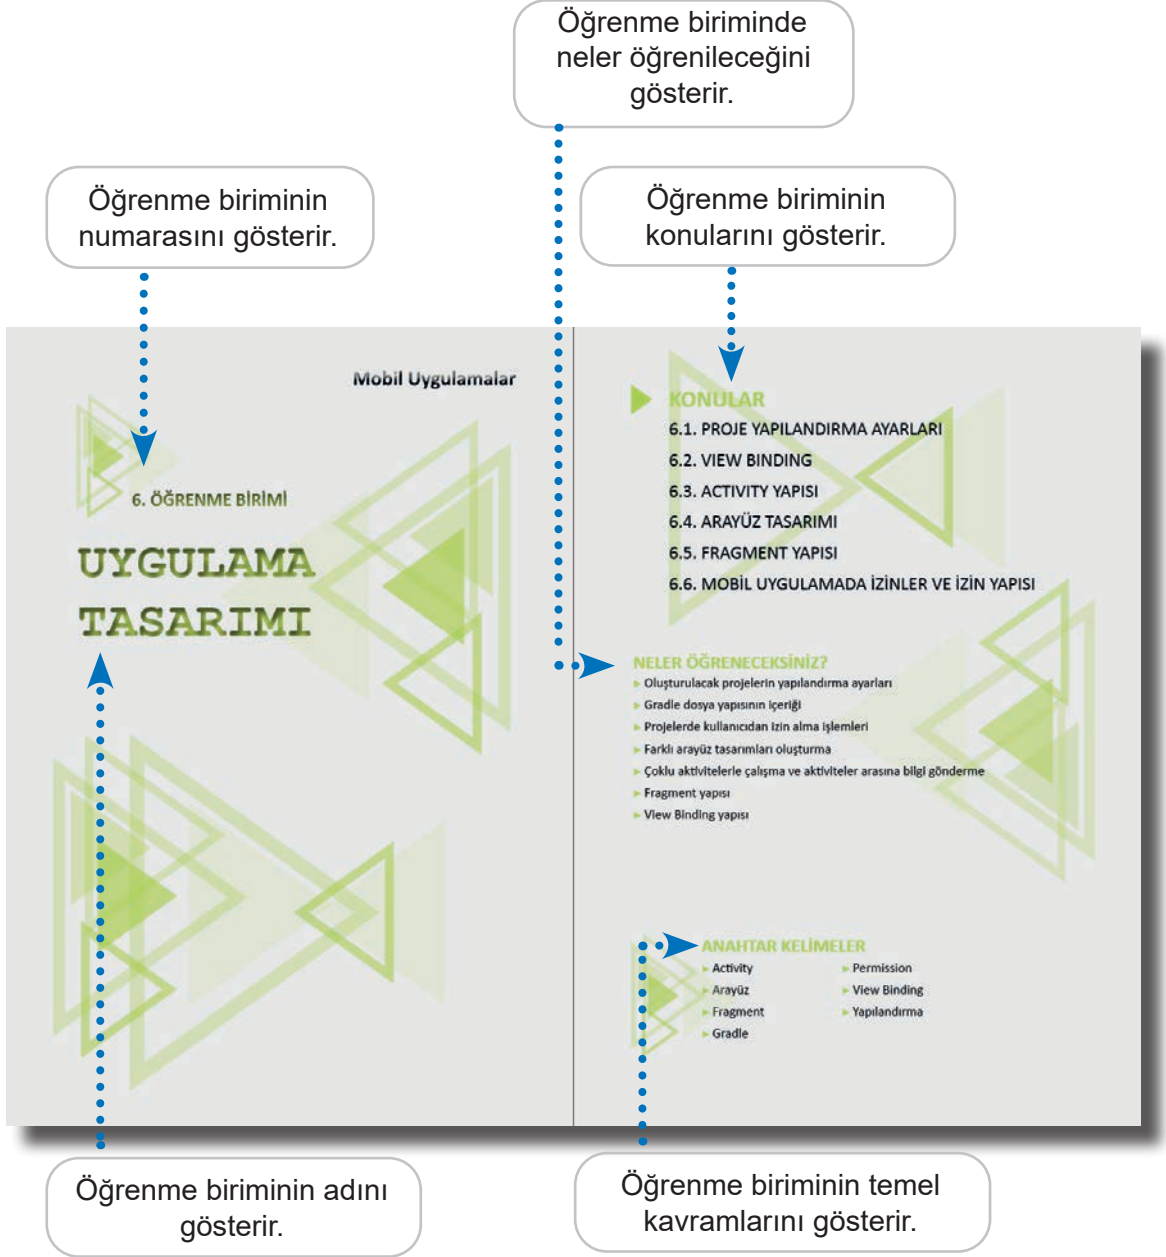 Öğrenme biriminde
neler öğrenileceğini
gösterir.
Öğrenme biriminin
numarasını gösterir.
Öğrenme biriminin
konularını gösterir.
Mobil Uygulamalar
6. ÖĞRENME BİRİMİ
UYGULAMA
TASARIMI
KONULAR
6.1. PROJE YAPILANDIRMA AYARLARI
6.2. VIEW BINDING
6.3. ACTIVITY YAPISI
6.4. ARAYÜZ TASARIMI
6.5. FRAGMENT YAPISI
6.6. MOBİL UYGULAMADA İZİNLER VE İZİN YAPISI
NELER ÖĞRENECEKSİNİZ?
Oluşturulacak projelerin yapılandırma ayarları
Gradle dosya yapısının içeriği
Projelerde kullanıcıdan izin alma işlemleri
Farklı arayüz tasarımları oluşturma
Çoklu aktivitelerle çalışma ve aktiviteler arasına bilgi gönderme
Fragment yapısı
View Binding yapısı
ANAHTAR KELİMELER
Activity
Arayüz
Fragment
Gradle
Permission
View Binding
Yapılandırma
Öğrenme biriminin adını
gösterir.
Öğrenme biriminin temel
kavramlarını gösterir.